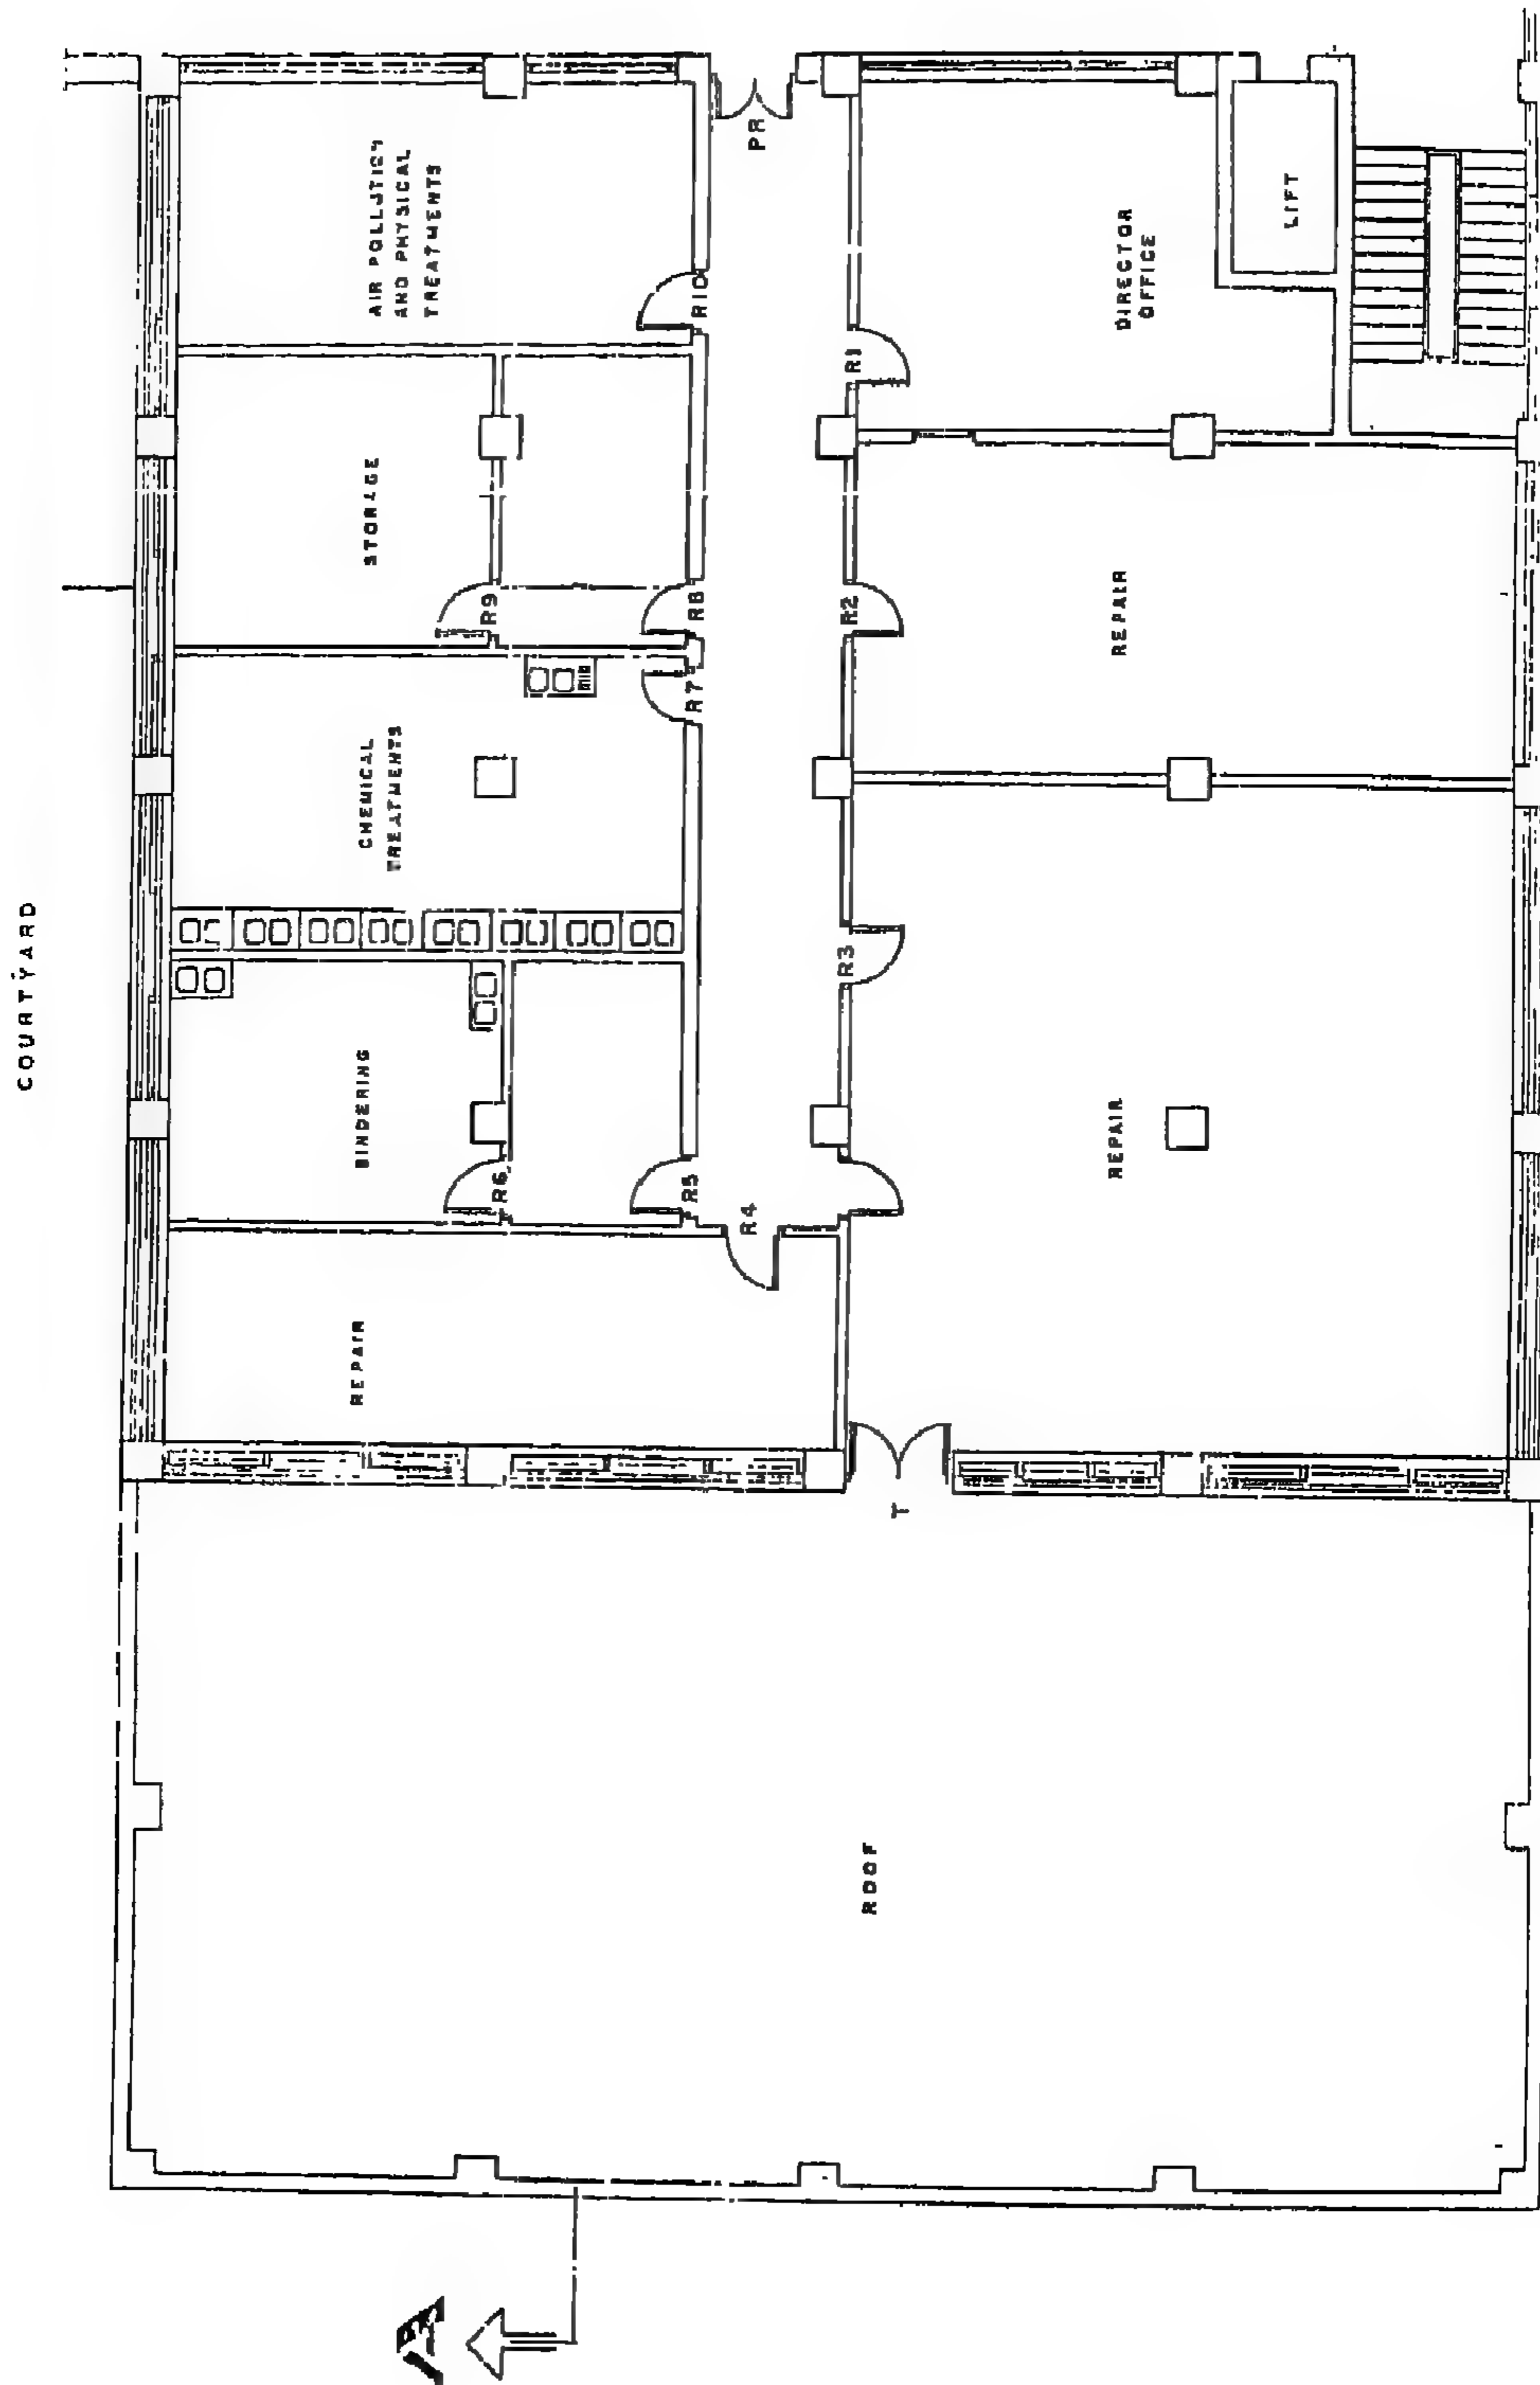 COURTYARD
REPAIR
BINDERING
CHEMICAL
TREATMENTS
STORAGE
AIR POLLUTION
AND PHYSICAL
TREATMENTS
R6
R9
R5
R7
R8
R10
R4
PR
T
R3
R2
R1
ROOF
REPAIR
REPAIR
DIRECTOR
OFFICE
LIFT